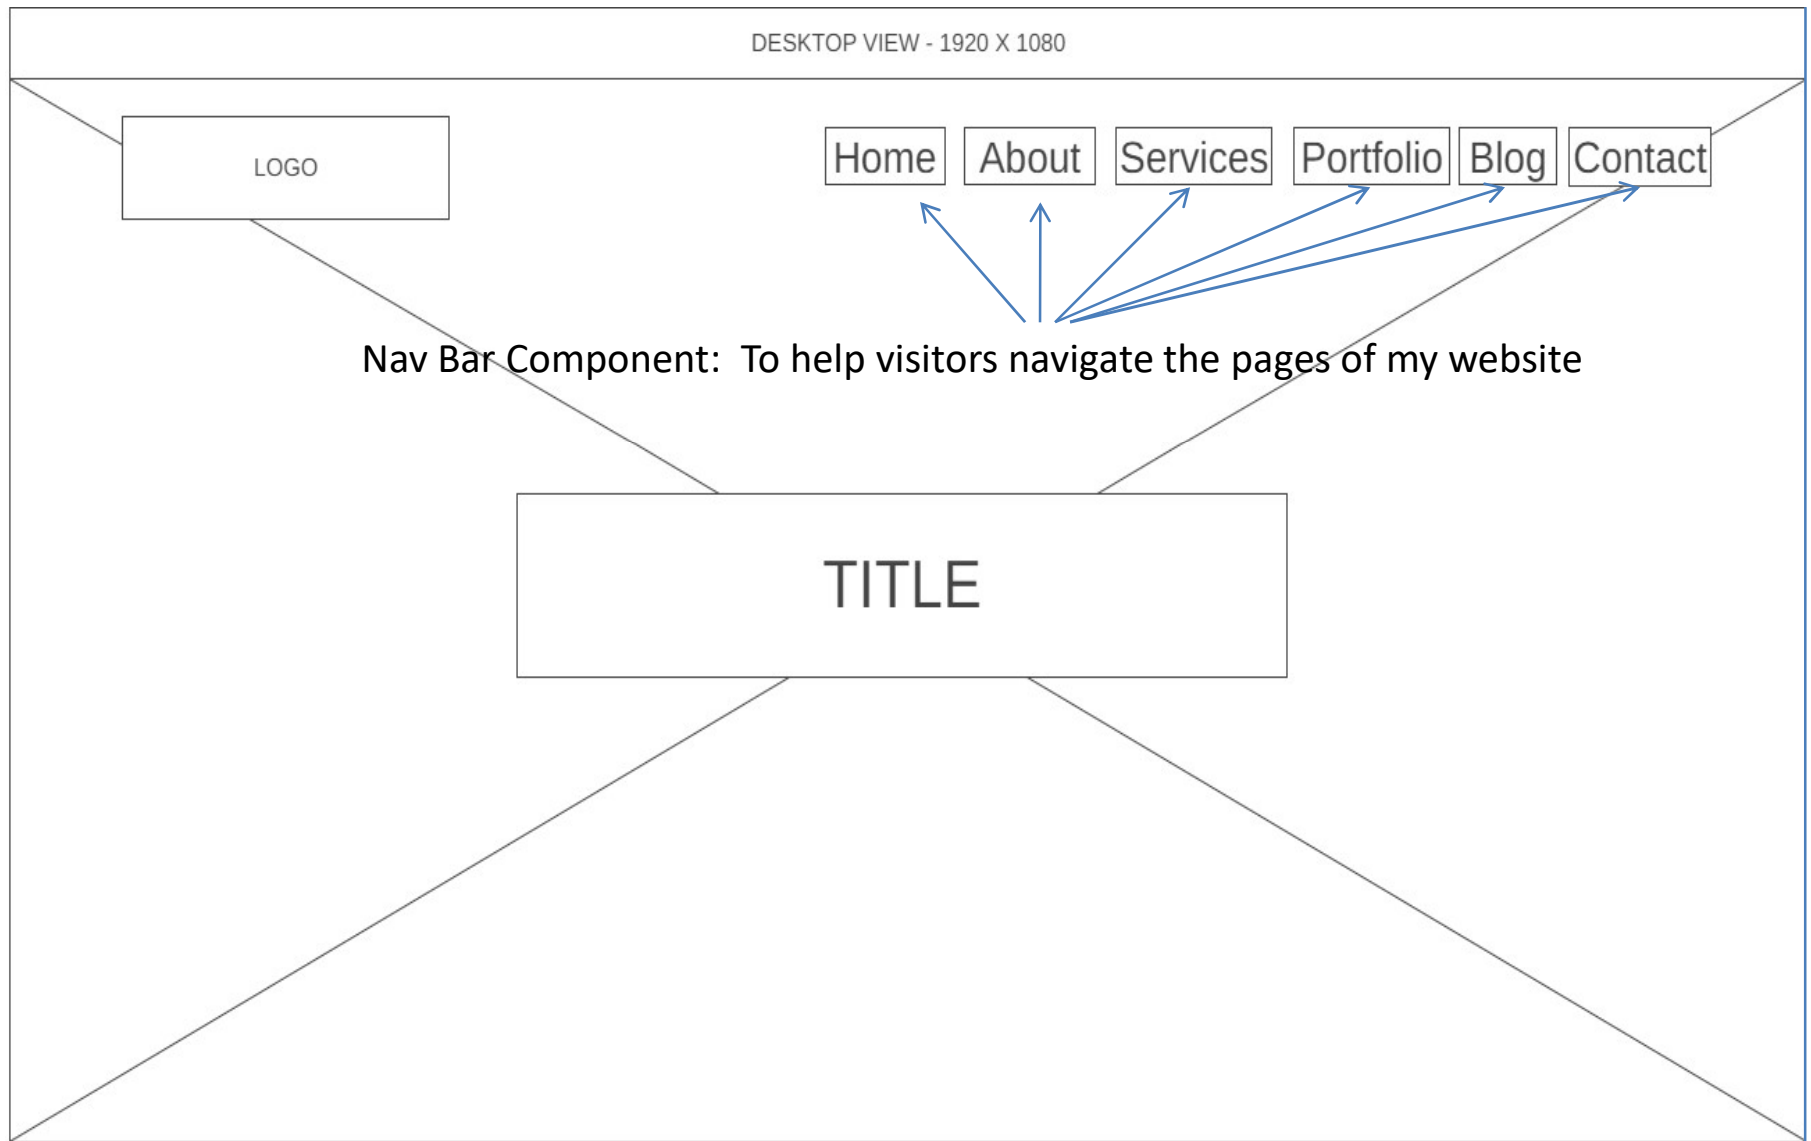 DESKTOP VIEW - 1920 X 1080
LOGO
Home About Services Portfolio Blog Contact
Nav Bar Component:  To help visitors navigate the pages of my website
TITLE